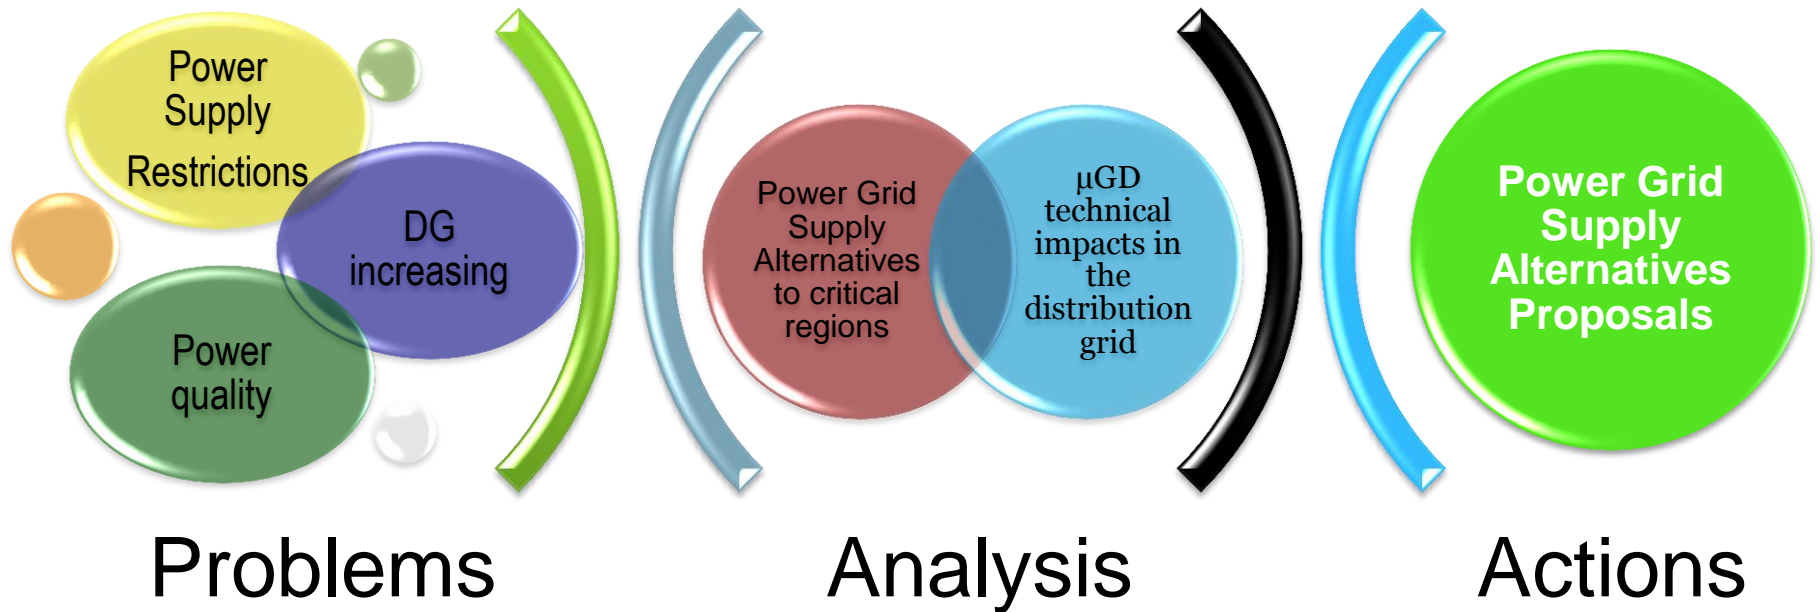 Power
Supply
Restrictions
DG
increasing
Power
quality
Power Grid
Supply
Alternatives
to critical
regions
μGD
technical
impacts in
the
distribution
grid
Power Grid
Supply
Alternatives
Proposals
Problems
Analysis
Actions